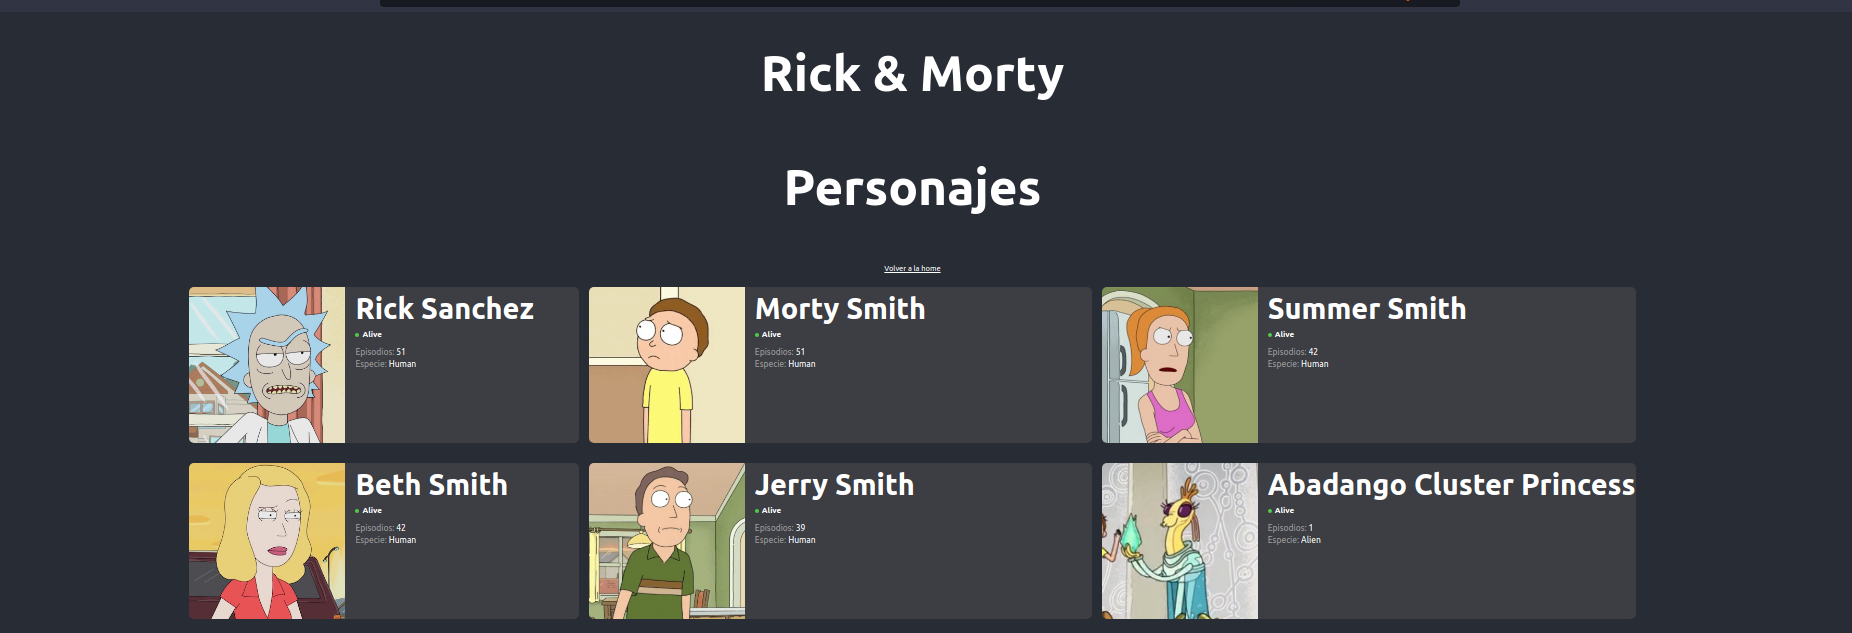 Rick & Morty
Personajes
Volver a la home
Rick Sanchez
Alive
Episodios: 51
Especie: Human
Morty Smith
Alive
Episodios: 51
Especie: Human
Summer Smith
Alive
Episodios: 42
Especie: Human
Beth Smith
Alive
Episodios: 42
Especie: Human
Jerry Smith
Alive
Episodios: 39
Especie: Human
Abadango Cluster Princess
Alive
Episodios: 1
Especie: Alien